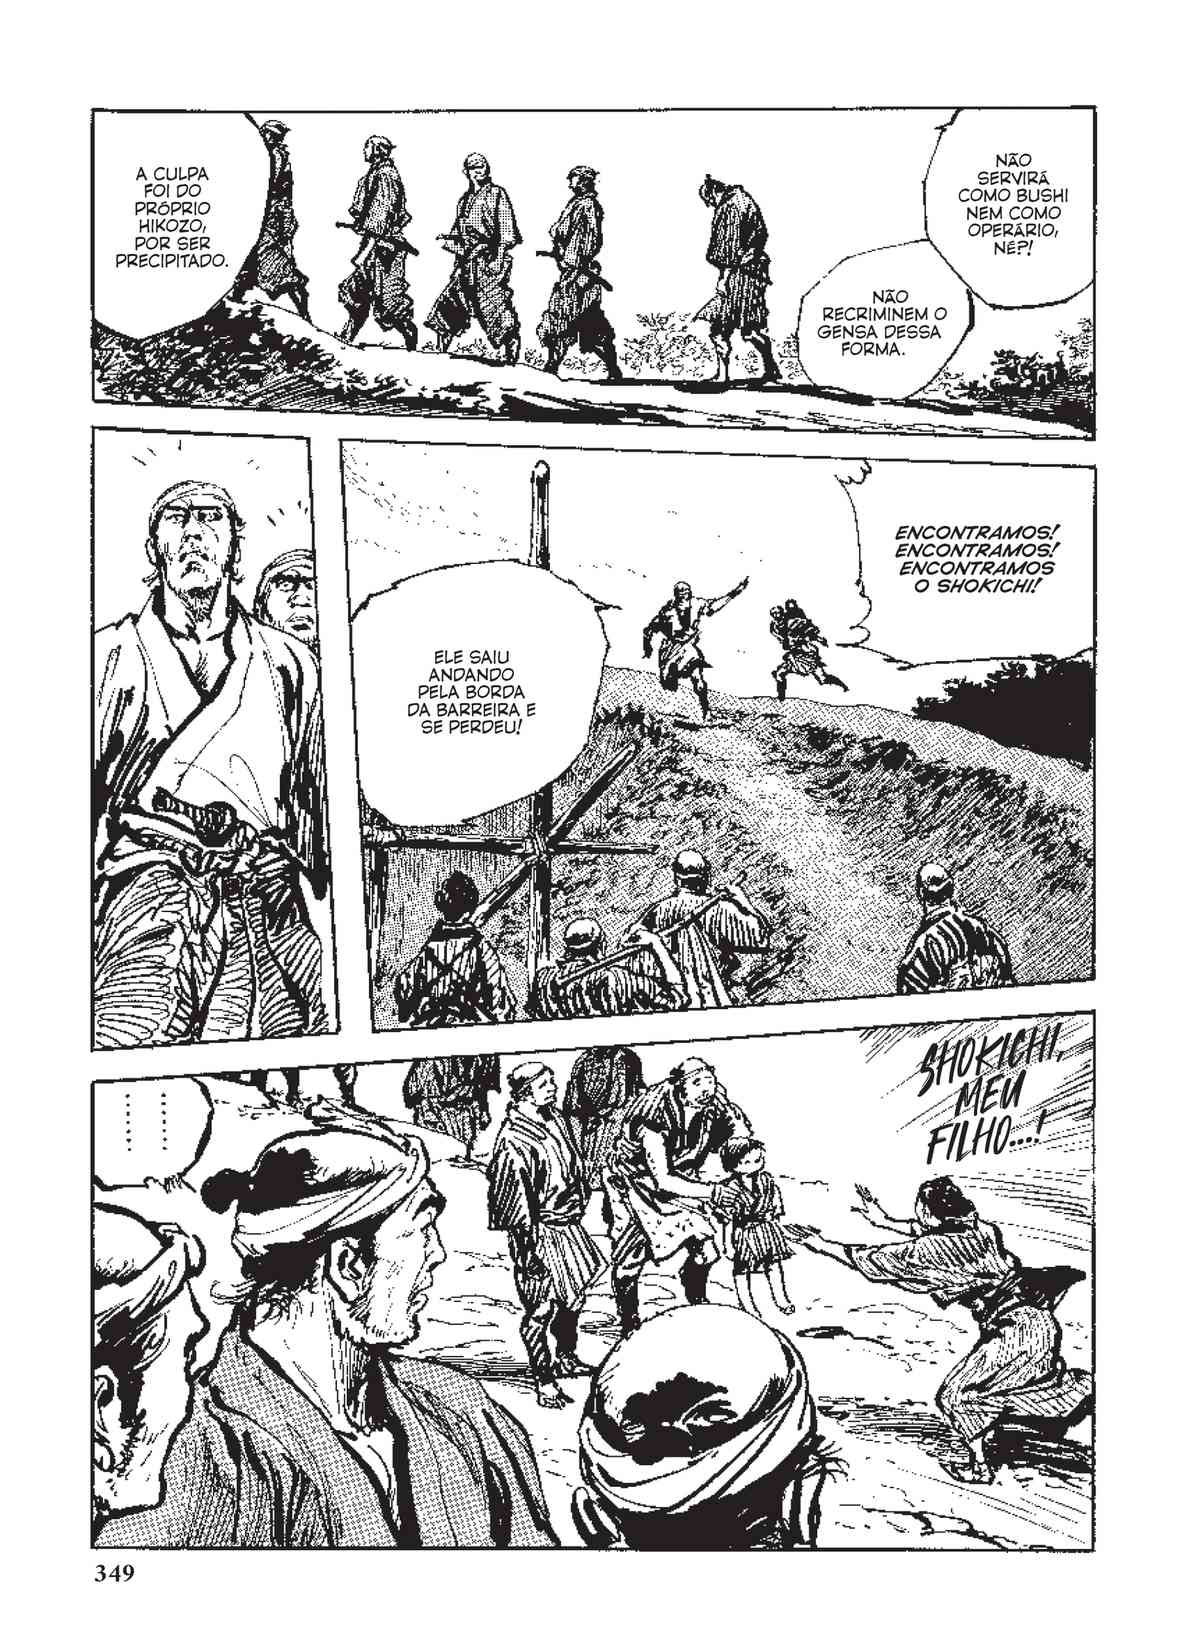 NÃO
SERVIRÁ
COMO BUSHI
NEM COMO
OPERÁRIO,
NÉ?!
NÃO
RECRIMINEM O
GENSA DESSA
FORMA.
A CULPA
FOI DO
PRÓPRIO
HIKOZO,
POR SER
PRECIPITADO.
ENCONTRAMOS!
ENCONTRAMOS!
ENCONTRAMOS
O SHOKICHI!
ELE SAIU
ANDANDO
PELA BORDA
DA BARREIRA E
SE PERDEU!
SHOKICHI,
MEU
FILHO...!
......
......
349